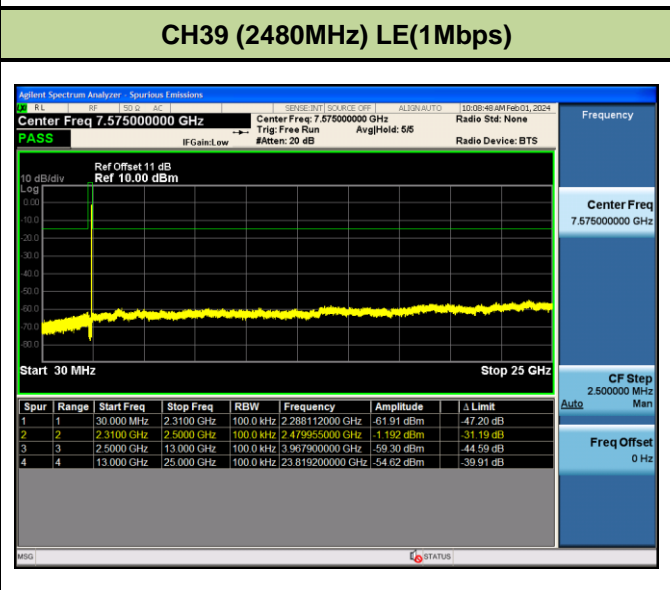 CH39 (2480MHz) LE(1Mbps)
Agilent Spectrum Analyzer - Spurious Emissions
RL RF 50 Ω AC SENSE:INT SOURCE OFF ALIGNAUTO 10:08:48 AM Feb 01, 2024
Center Freq 7.575000000 GHz
Center Freq: 7.575000000 GHz
Radio Std: None
Trig: Free Run Avg|Hold: 5/5
PASS
IFGain:Low
#Atten: 20 dB
Radio Device: BTS
Ref Offset 11 dB
10 dB/div Ref 10.00 dBm
Log
0.00
-10.0
-20.0
-30.0
-40.0
-50.0
-60.0
-70.0
-80.0
Start 30 MHz Stop 25 GHz
Spur Range Start Freq Stop Freq RBW Frequency Amplitude Δ Limit
1 1 30.000 MHz 2.3100 GHz 100.0 kHz 2.288112000 GHz -61.91 dBm -47.20 dB
2 2 2.3100 GHz 2.5000 GHz 100.0 kHz 2.479955000 GHz -1.192 dBm -31.19 dB
3 3 2.5000 GHz 13.000 GHz 100.0 kHz 3.967900000 GHz -59.30 dBm -44.59 dB
4 4 13.000 GHz 25.000 GHz 100.0 kHz 23.819200000 GHz -54.62 dBm -39.91 dB
MSG STATUS
Frequency
Center Freq
7.575000000 GHz
CF Step
2.500000 MHz
Auto Man
Freq Offset
0 Hz